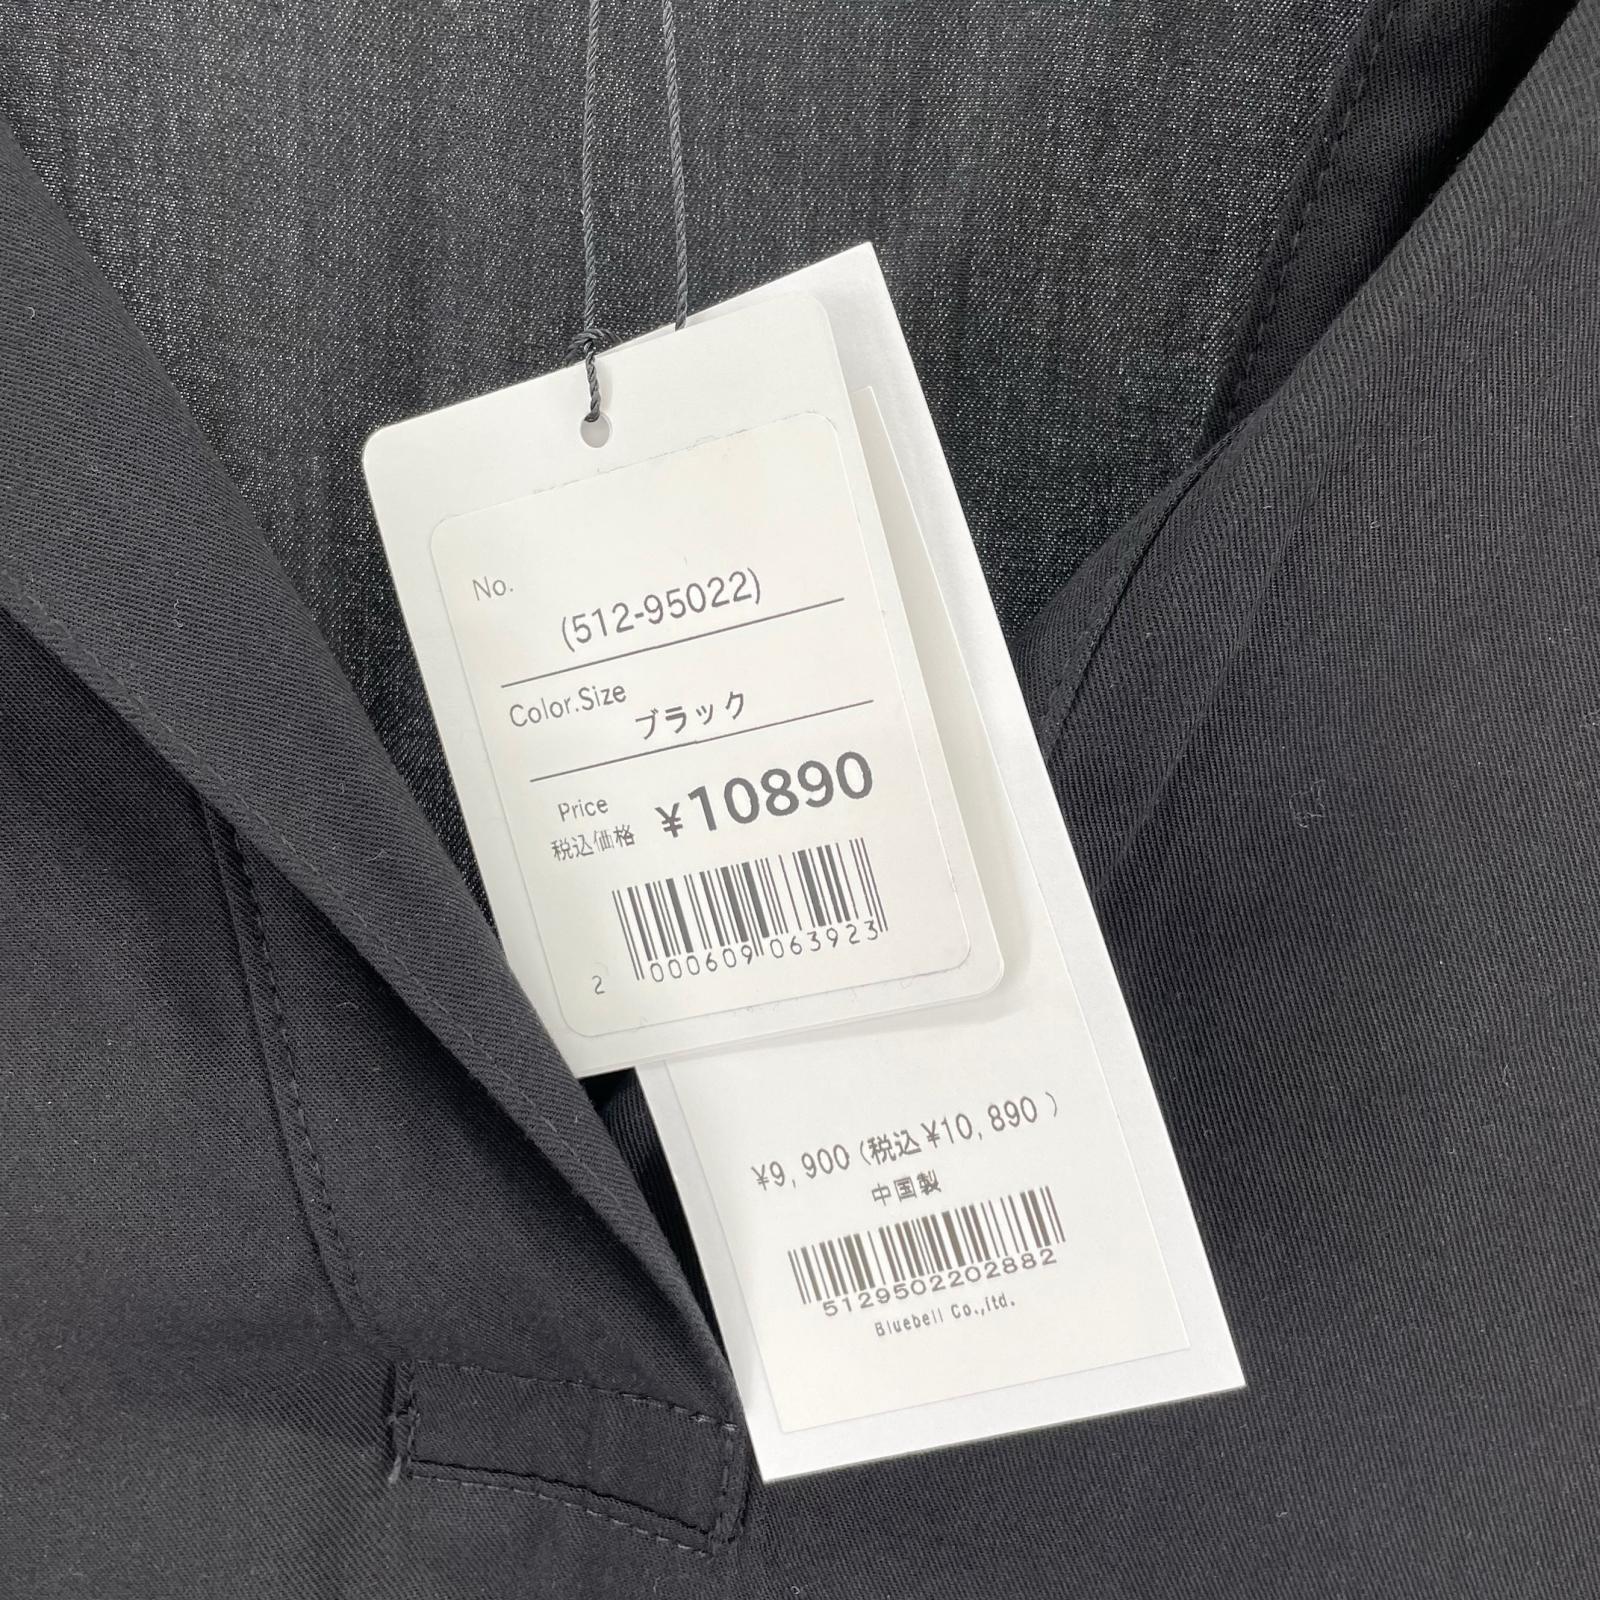 No.
(512-95022)
Color.Size
ブラック
Price
税込価格 ¥10890
2 000609 063923
¥9,900(税込¥10,890)
中国製
5129502202882
Bluebell Co.,ltd.